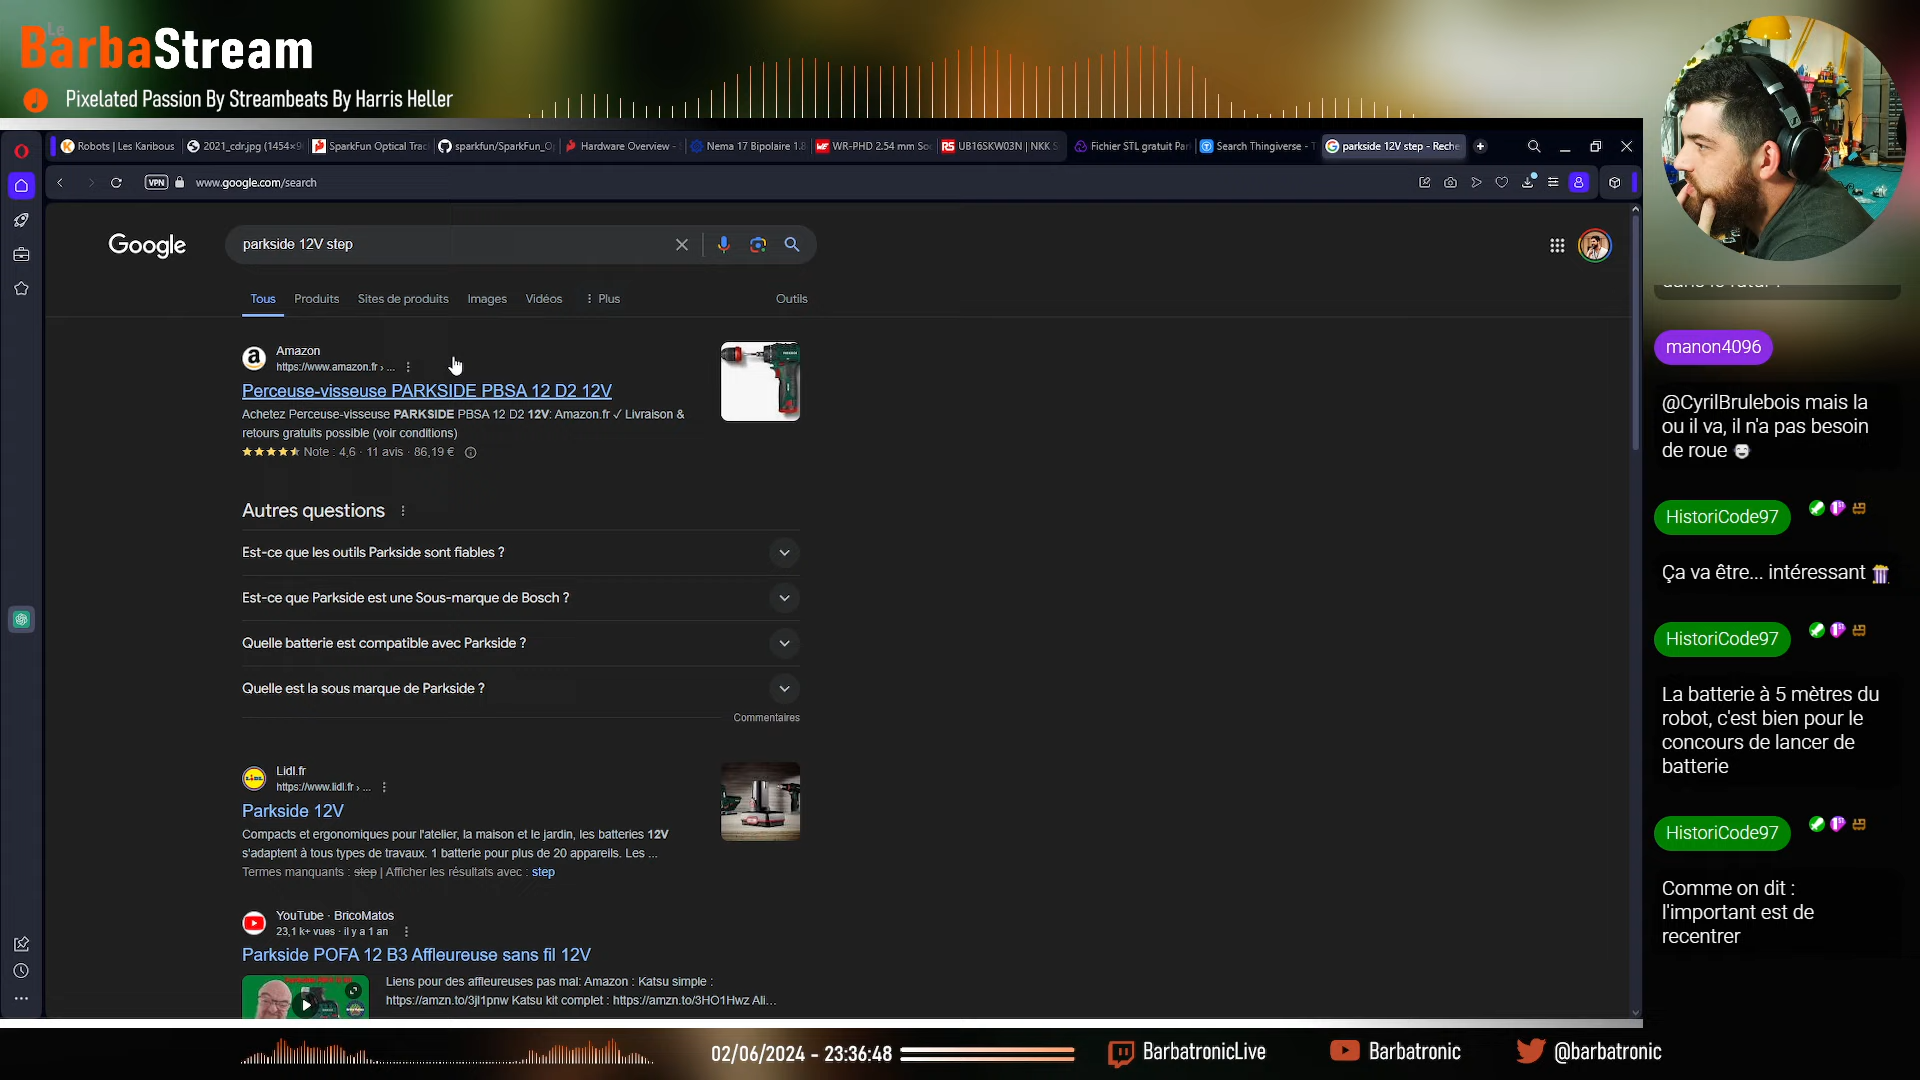 Le
BarbaStream
Pixelated Passion By Streambeats By Harris Heller
Robots | Les Karibous
2021_cdr.jpg (1454×9
SparkFun Optical Trac
sparkfun/SparkFun_O
Hardware Overview -
Nema 17 Bipolaire 1.8
WR-PHD 2.54 mm So
UB16SKW03N | NKK S
Fichier STL gratuit Par
Search Thingiverse - T
parkside 12V step - Reche
VPN
www.google.com/search
Google
parkside 12V step
Tous
Produits
Sites de produits
Images
Vidéos
Plus
Outils
Amazon
https://www.amazon.fr › ...
Perceuse-visseuse PARKSIDE PBSA 12 D2 12V
Achetez Perceuse-visseuse PARKSIDE PBSA 12 D2 12V: Amazon.fr ✓ Livraison &
retours gratuits possible (voir conditions)
Note : 4,6 · 11 avis · 86,19 €
Autres questions
Est-ce que les outils Parkside sont fiables ?
Est-ce que Parkside est une Sous-marque de Bosch ?
Quelle batterie est compatible avec Parkside ?
Quelle est la sous marque de Parkside ?
Commentaires
Lidl.fr
https://www.lidl.fr › ...
Parkside 12V
Compacts et ergonomiques pour l'atelier, la maison et le jardin, les batteries 12V
s'adaptent à tous types de travaux. 1 batterie pour plus de 20 appareils. Les ...
Termes manquants : step | Afficher les résultats avec : step
YouTube · BricoMatos
23,1 k+ vues · il y a 1 an
Parkside POFA 12 B3 Affleureuse sans fil 12V
Liens pour des affleureuses pas mal: Amazon : Katsu simple :
https://amzn.to/3jl1pnw Katsu kit complet : https://amzn.to/3HO1Hwz Ali...
manon4096
@CyrilBrulebois mais la
ou il va, il n'a pas besoin
de roue
HistoriCode97
Ça va être... intéressant
HistoriCode97
La batterie à 5 mètres du
robot, c'est bien pour le
concours de lancer de
batterie
HistoriCode97
Comme on dit :
l'important est de
recentrer
02/06/2024 - 23:36:48
BarbatronicLive
Barbatronic
@barbatronic